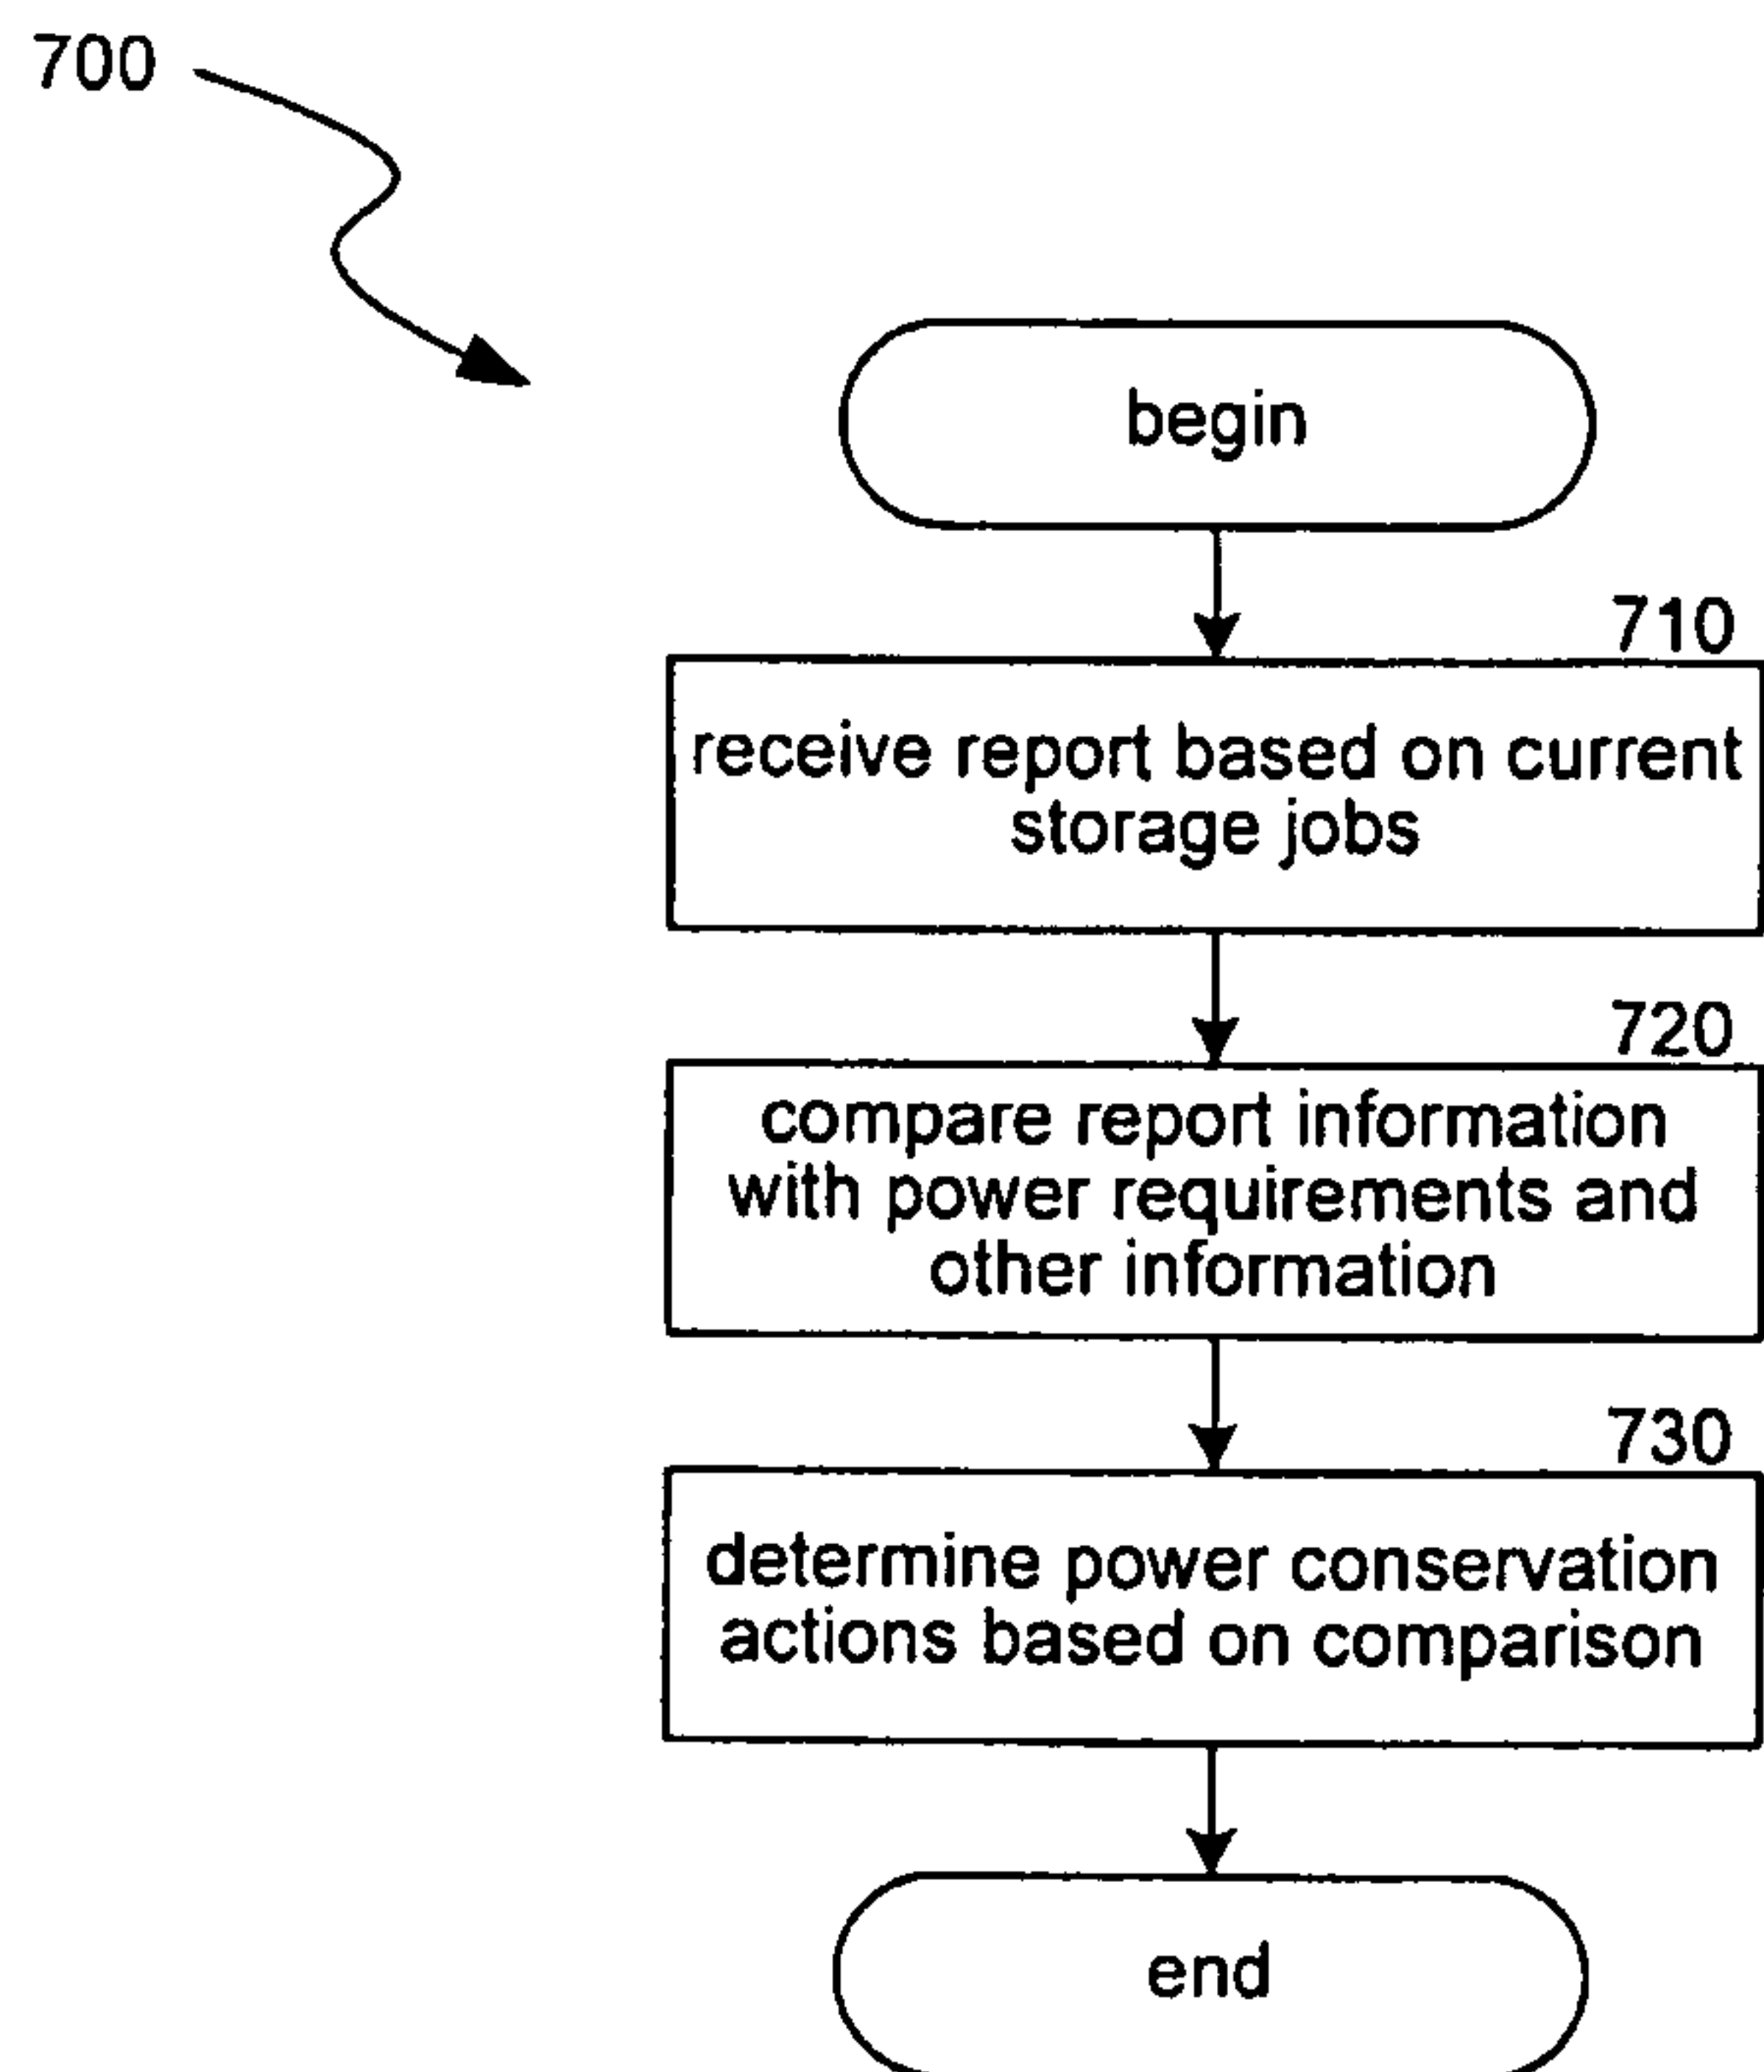 700
begin
710
receive report based on current
storage jobs
720
compare report information
with power requirements and
other information
730
determine power conservation
actions based on comparison
end